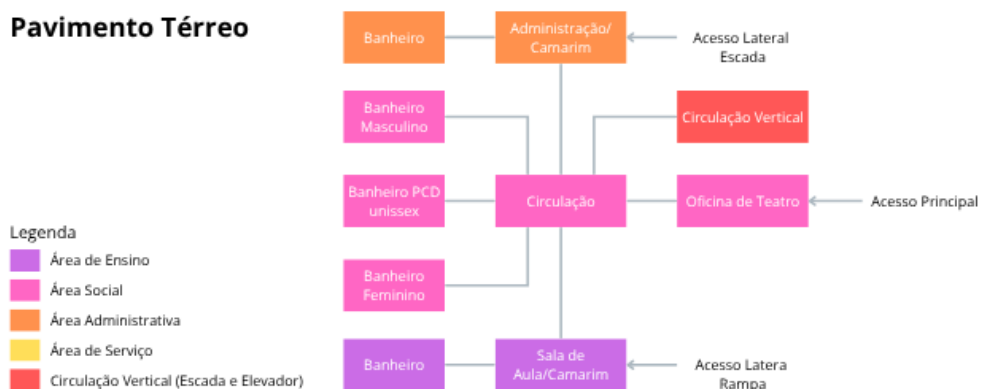 Pavimento Térreo
Banheiro
Administração/
Camarim
Acesso Lateral
Escada
Banheiro
Masculino
Circulação Vertical
Banheiro PCD
unissex
Circulação
Oficina de Teatro
Acesso Principal
Banheiro
Feminino
Banheiro
Sala de
Aula/Camarim
Acesso Latera
Rampa
Legenda
Área de Ensino
Área Social
Área Administrativa
Área de Serviço
Circulação Vertical (Escada e Elevador)